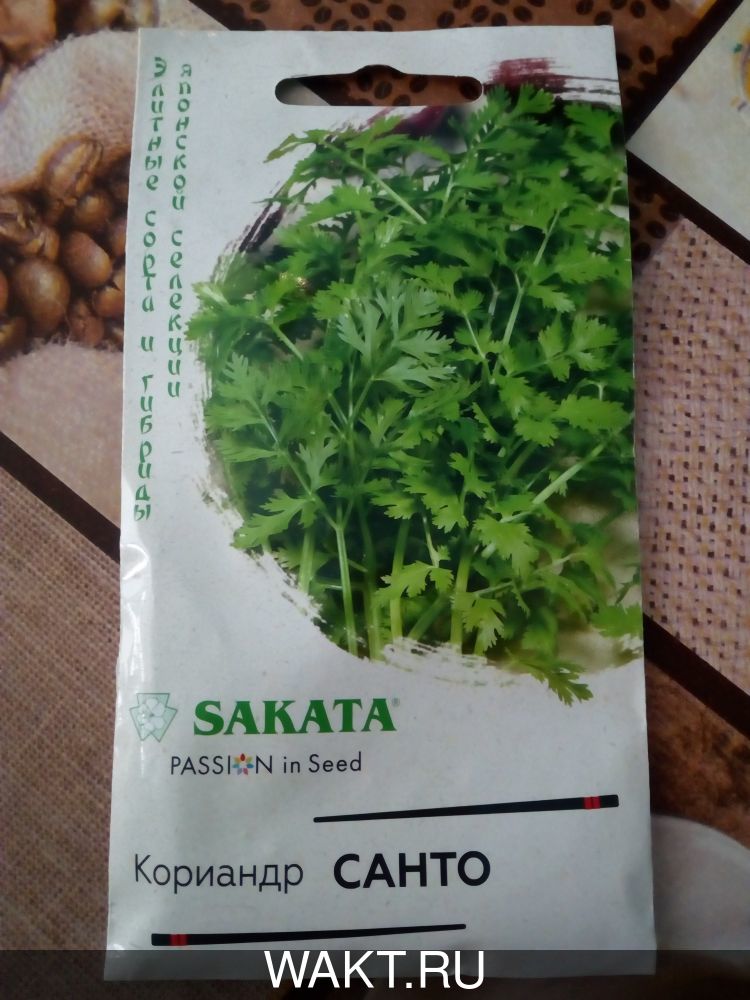 Элитные сорта и гибриды
японской селекции
SAKATA®
PASSION in Seed
Кориандр САНТО
WAKT.RU